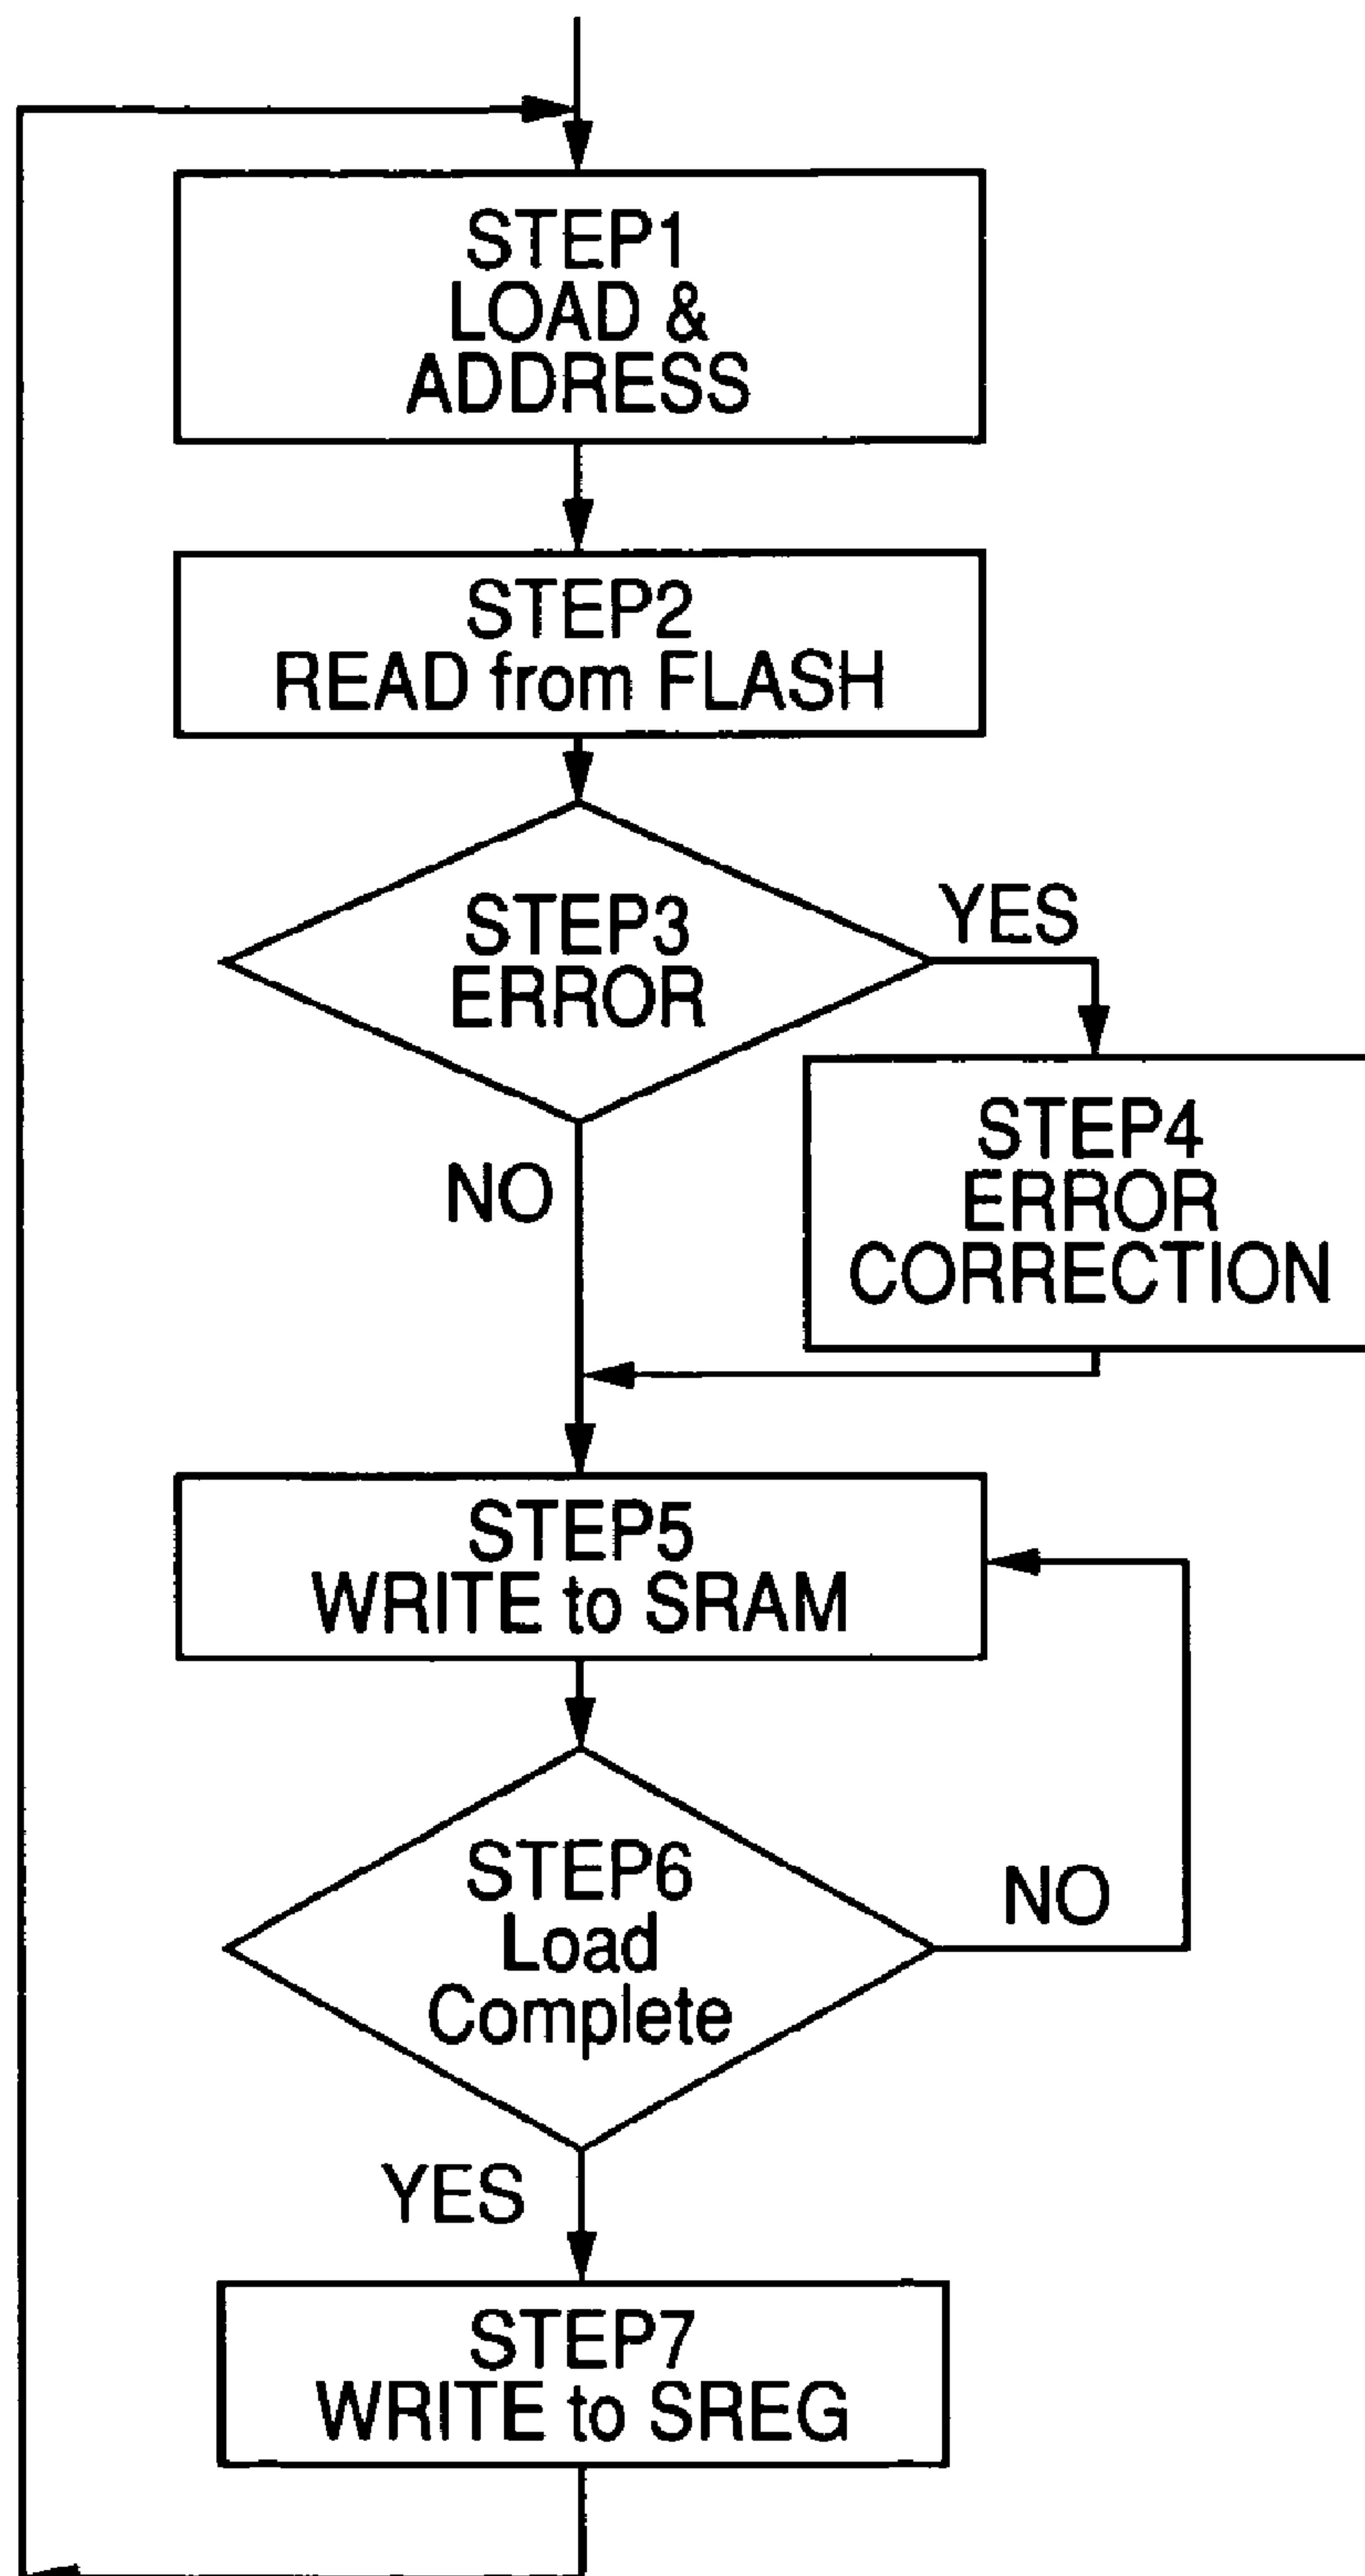 STEP1
LOAD &
ADDRESS
STEP2
READ from FLASH
STEP3
ERROR
YES
NO
STEP4
ERROR
CORRECTION
STEP5
WRITE to SRAM
STEP6
Load
Complete
NO
YES
STEP7
WRITE to SREG